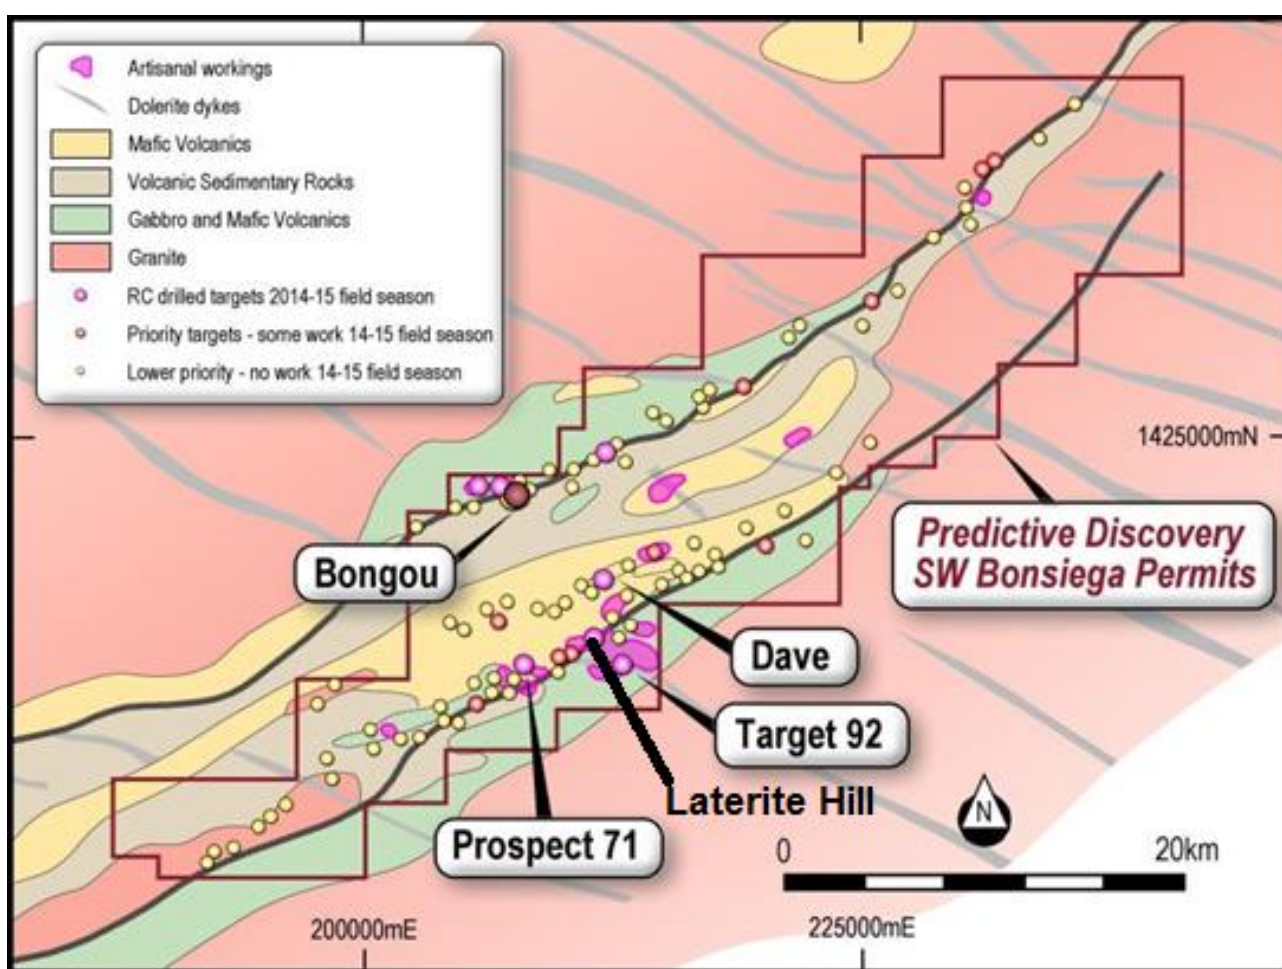 Artisanal workings
Dolerite dykes
Mafic Volcanics
Volcanic Sedimentary Rocks
Gabbro and Mafic Volcanics
Granite
RC drilled targets 2014-15 field season
Priority targets - some work 14-15 field season
Lower priority - no work 14-15 field season
1425000mN
Predictive Discovery
SW Bonsiega Permits
Bongou
Dave
Target 92
Laterite Hill
Prospect 71
N
0
20km
200000mE
225000mE